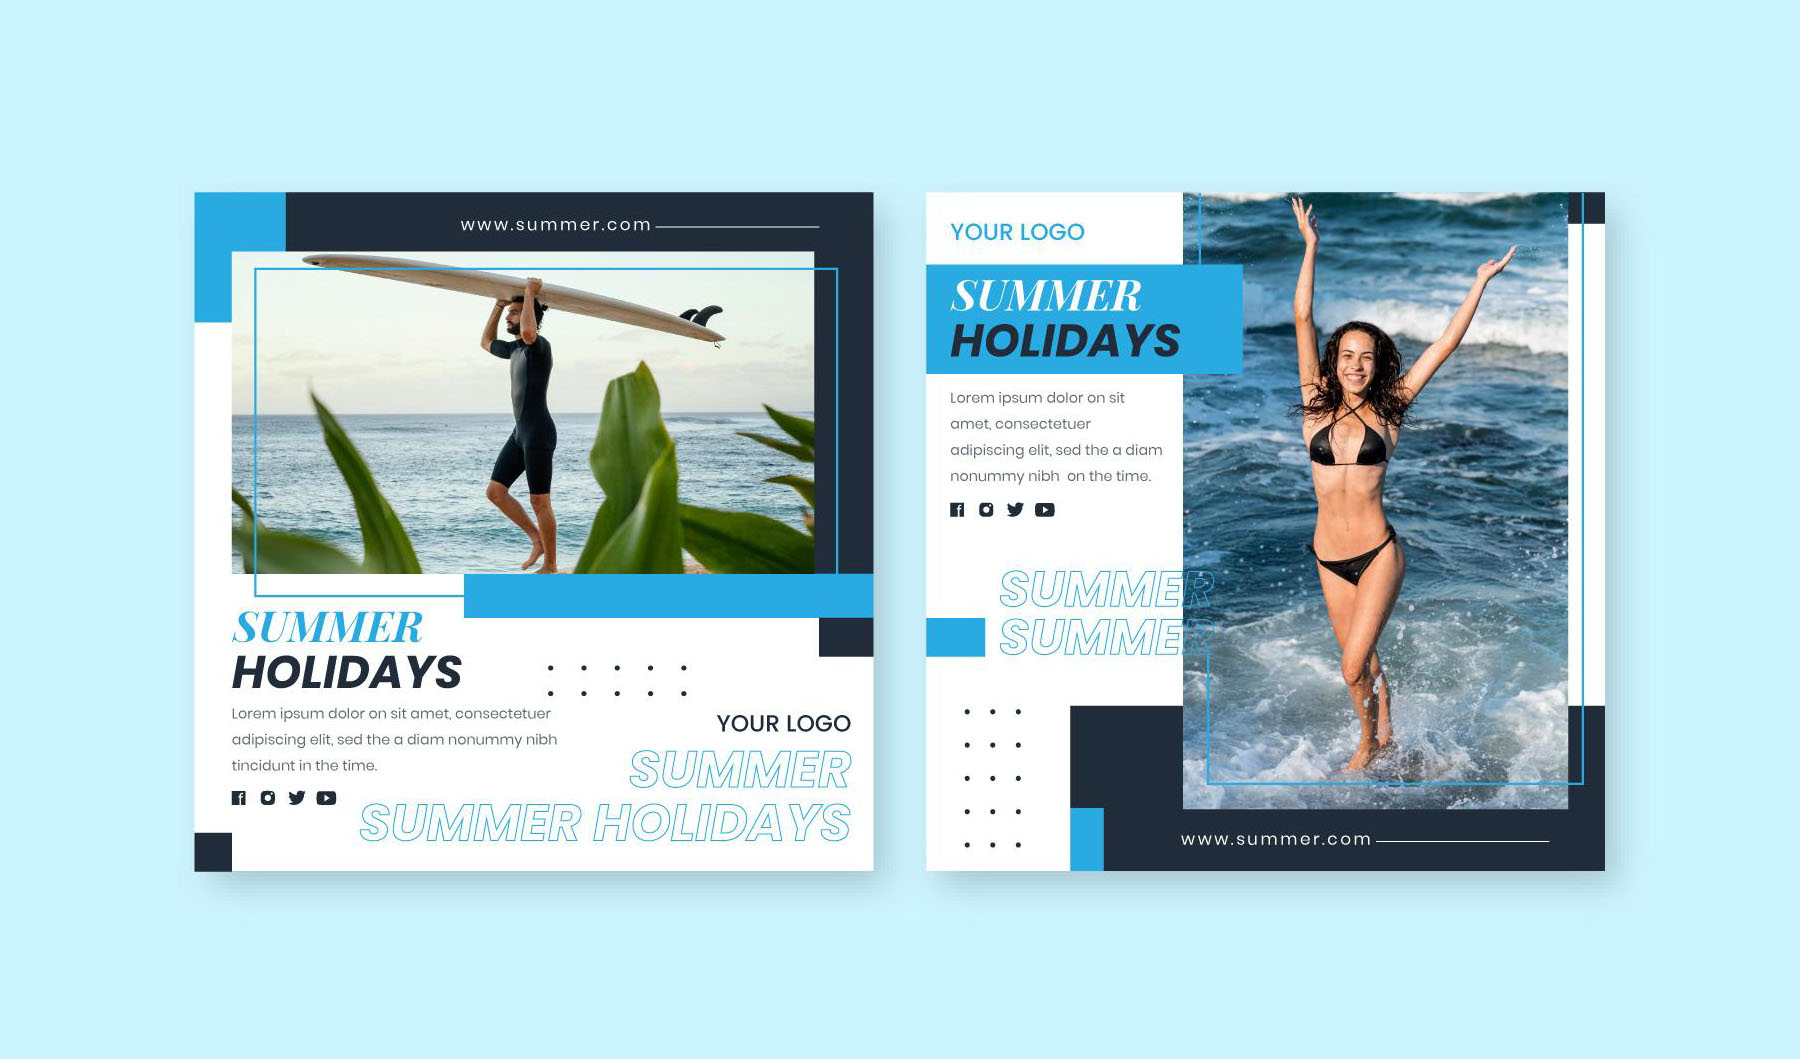 www.summer.com
SUMMER
HOLIDAYS
Lorem ipsum dolor on sit amet, consectetuer
adipiscing elit, sed the a diam nonummy nibh
tincidunt in the time.
YOUR LOGO
SUMMER
SUMMER HOLIDAYS
YOUR LOGO
SUMMER
HOLIDAYS
Lorem ipsum dolor on sit
amet, consectetuer
adipiscing elit, sed the a diam
nonummy nibh on the time.
SUMMER
SUMMER
www.summer.com